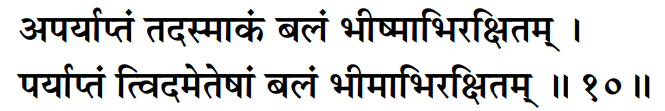 अपर्याप्तं तदस्माकं बलं भीष्माभिरक्षितम् ।
पर्याप्तं त्विदमेतेषां बलं भीमाभिरक्षितम् ॥ १० ॥